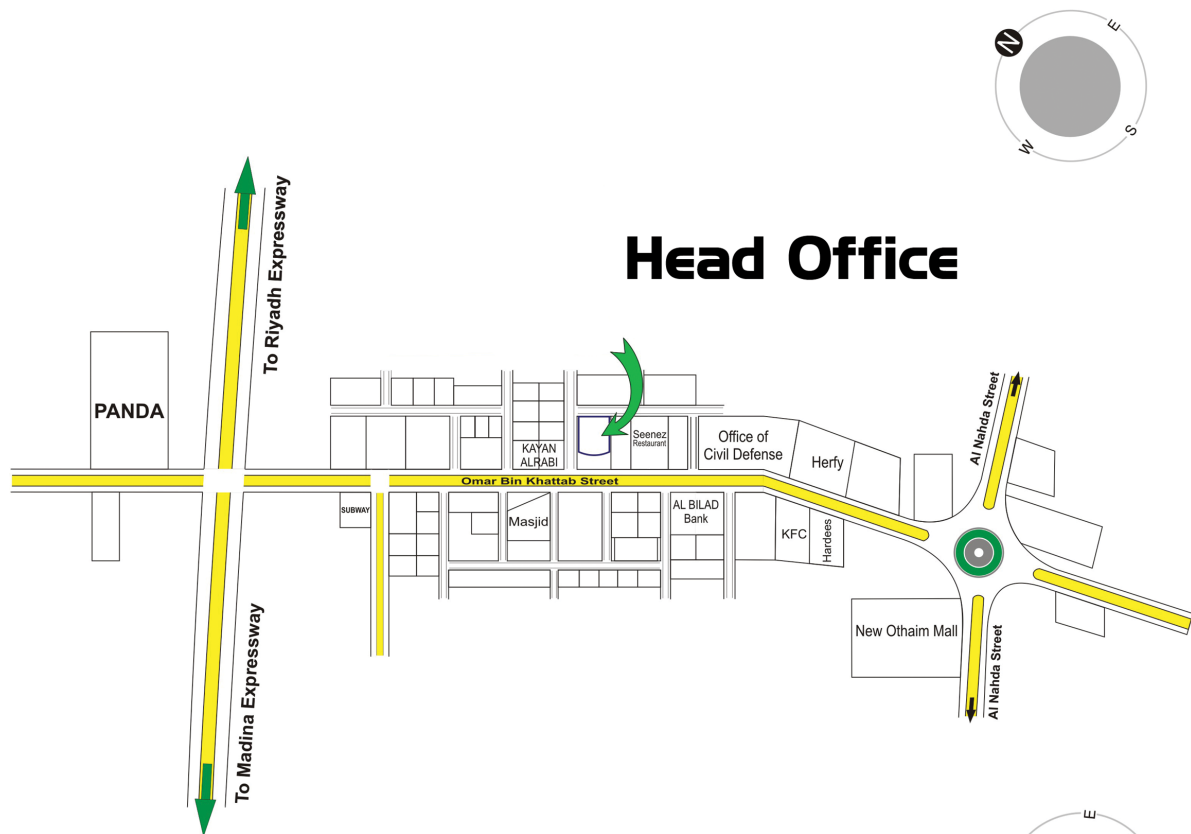 N
E
W
S
Head Office
To Riyadh Expressway
PANDA
KAYAN
ALRABI
Seenez
Restaurant
Office of
Civil Defense
Herfy
Al Nahda Street
Omar Bin Khattab Street
SUBWAY
Masjid
AL BILAD
Bank
KFC
Hardees
New Othaim Mall
Al Nahda Street
To Madina Expressway
E